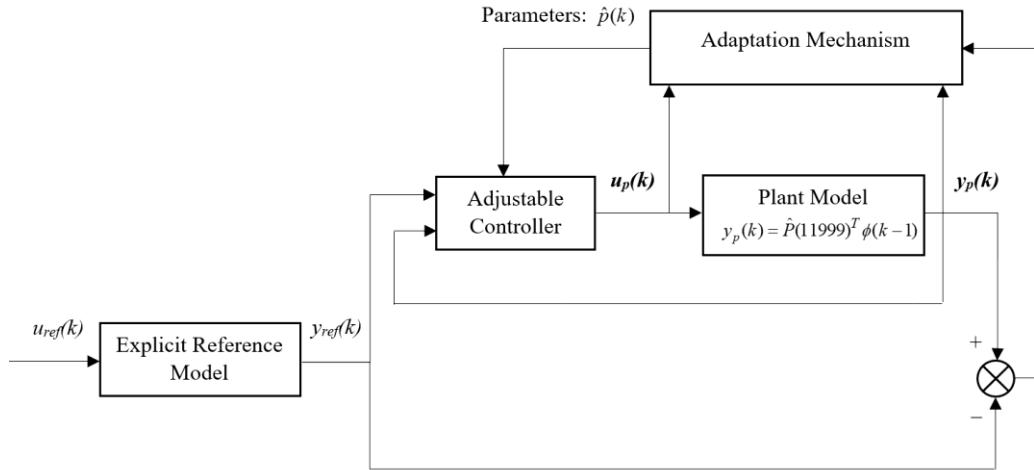 Parameters: p̂(k)
Adaptation Mechanism
Adjustable
Controller
u_p(k)
Plant Model
y_p(k) = P̂(11999)^T ϕ(k−1)
y_p(k)
u_ref(k)
Explicit Reference
Model
y_ref(k)
+
−